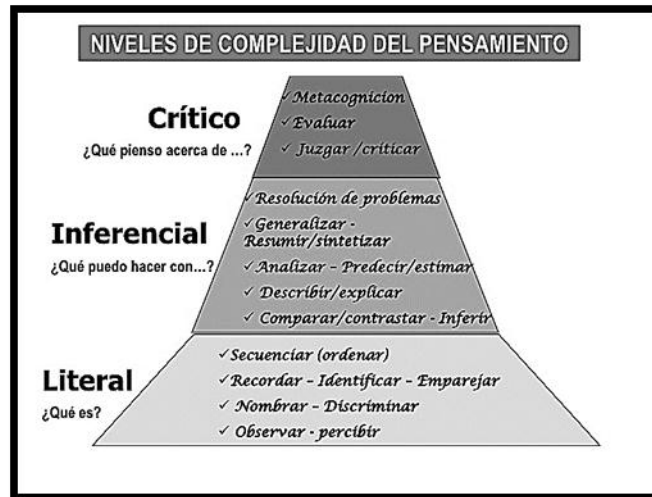 NIVELES DE COMPLEJIDAD DEL PENSAMIENTO
Crítico
¿Qué pienso acerca de ...?
✓ Metacognicion
✓ Evaluar
✓ Juzgar /criticar
Inferencial
¿Qué puedo hacer con...?
✓ Resolución de problemas
✓ Generalizar -
Resumir/sintetizar
✓ Analizar – Predecir/estimar
✓ Describir/explicar
✓ Comparar/contrastar - Inferir
Literal
¿Qué es?
✓ Secuenciar (ordenar)
✓ Recordar – Identificar – Emparejar
✓ Nombrar – Discriminar
✓ Observar - percibir